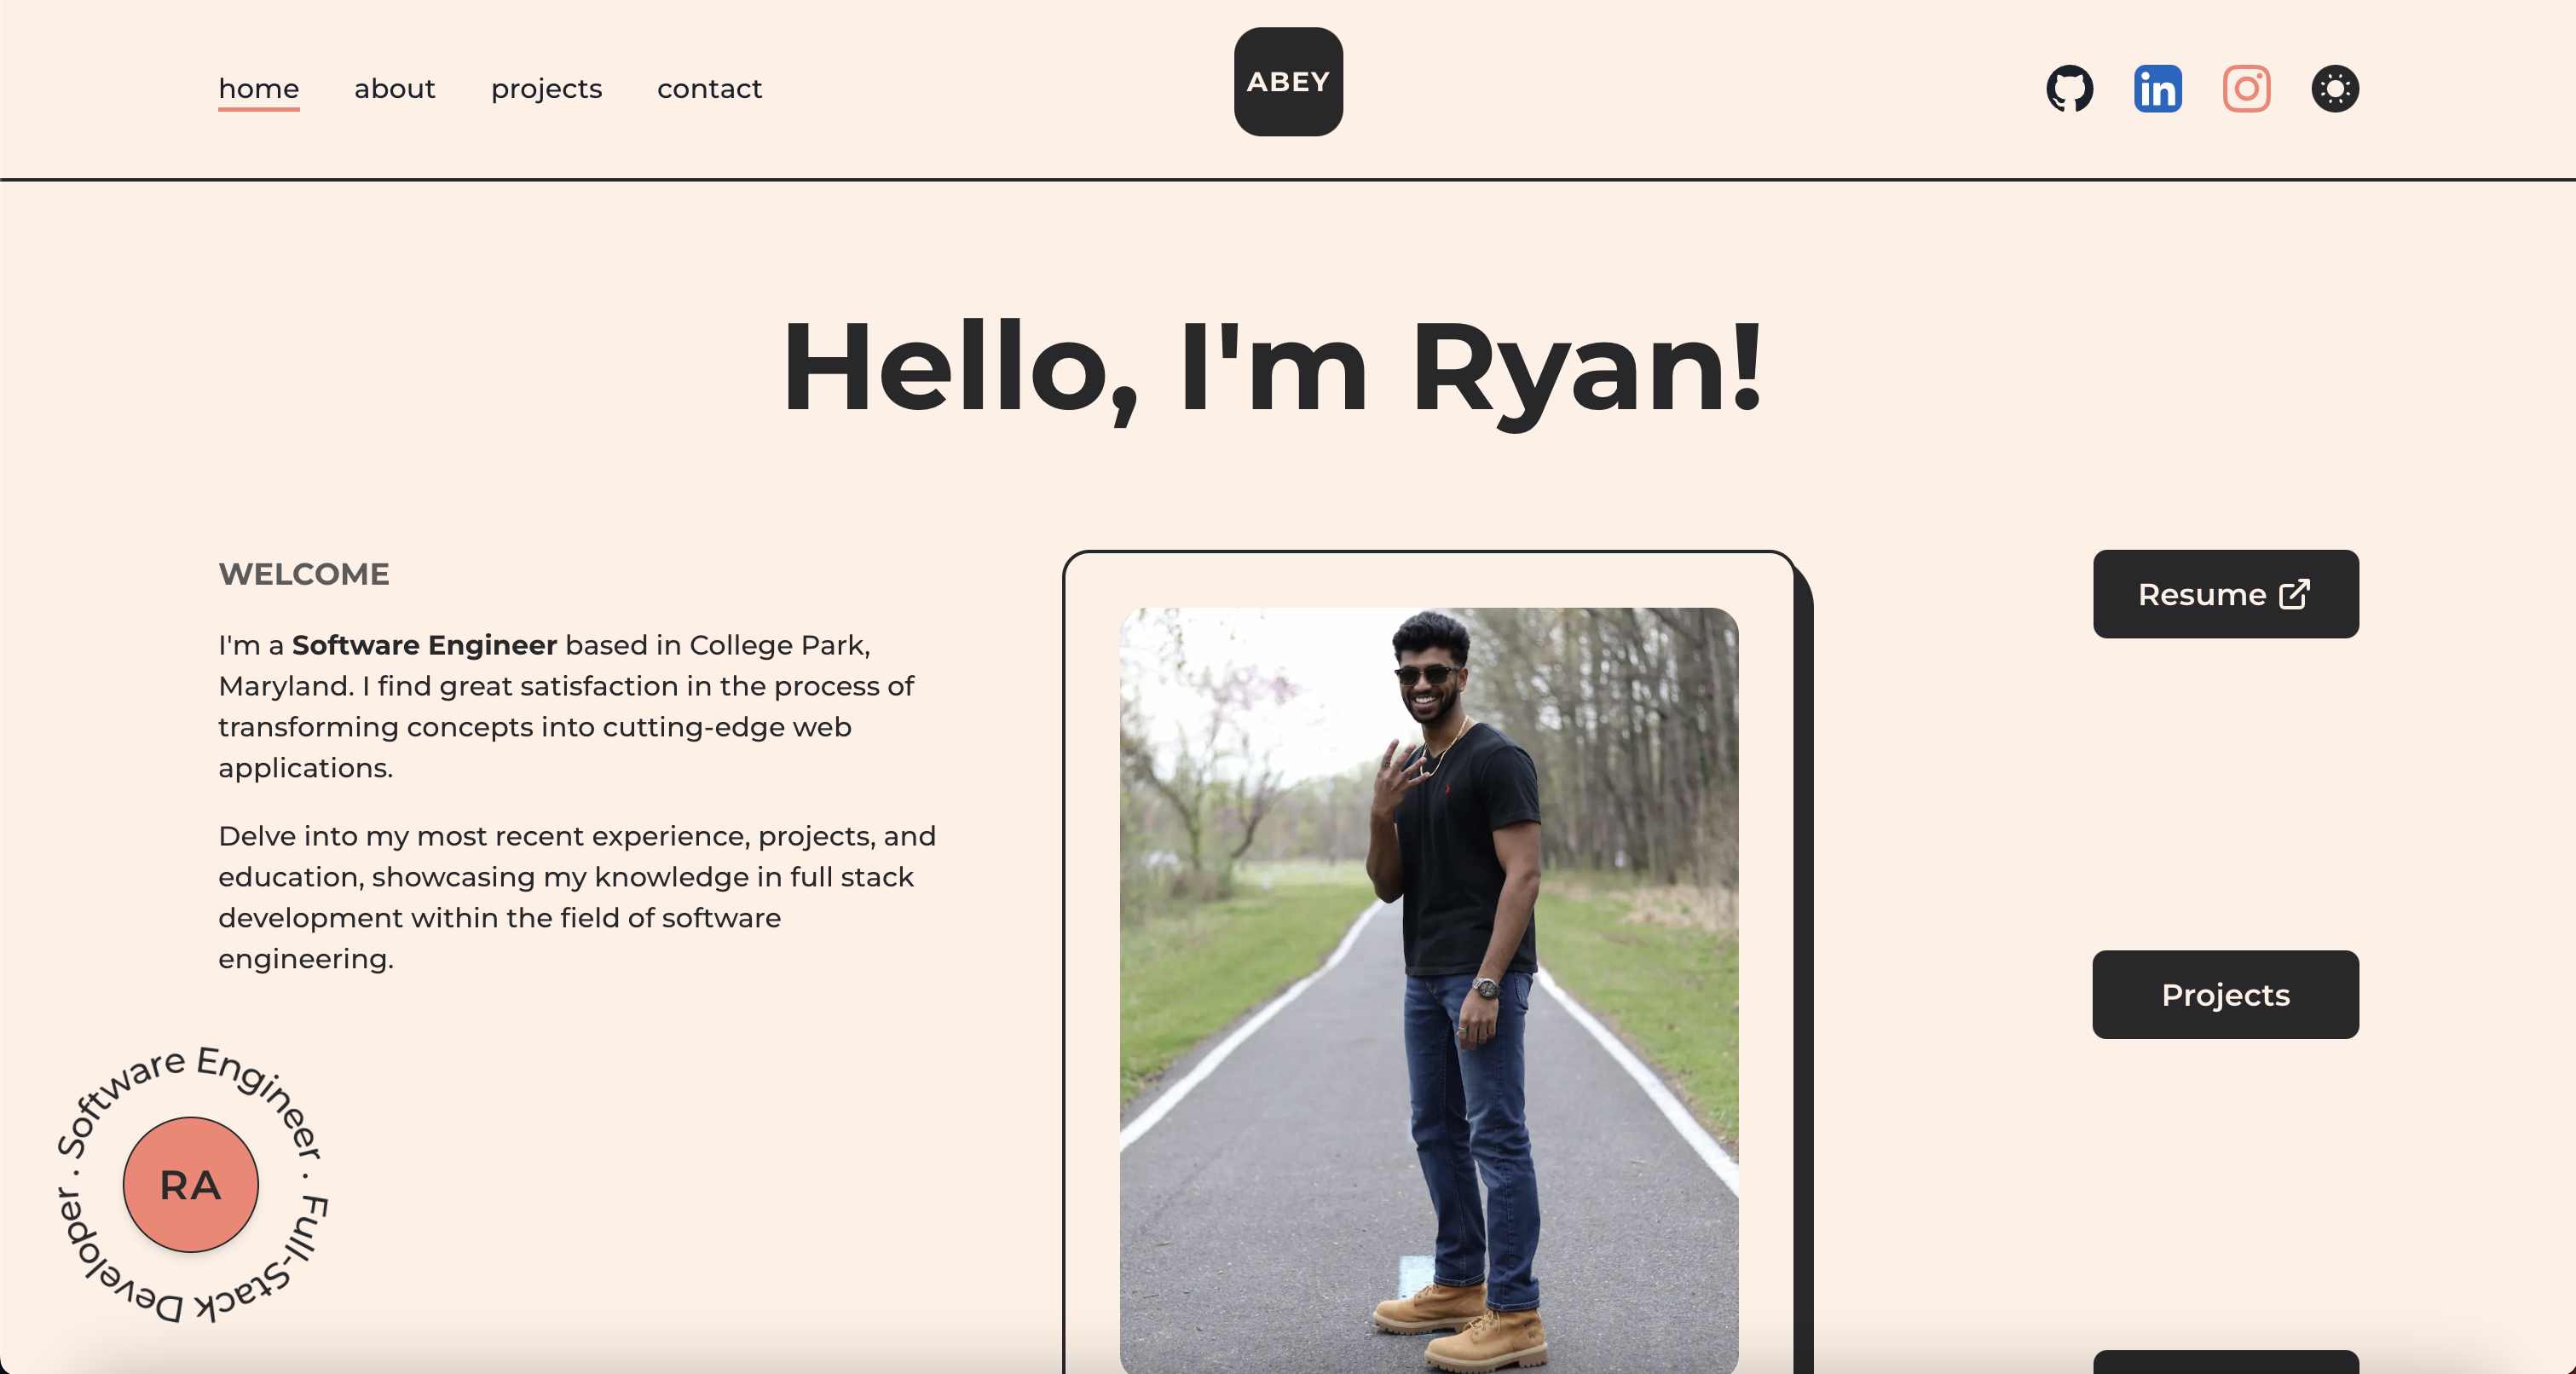 home about projects contact
ABEY
in
Hello, I'm Ryan!
WELCOME
I'm a Software Engineer based in College Park,
Maryland. I find great satisfaction in the process of
transforming concepts into cutting-edge web
applications.
Delve into my most recent experience, projects, and
education, showcasing my knowledge in full stack
development within the field of software
engineering.
Resume
Projects
Software Engineer · Full-Stack Developer ·
RA